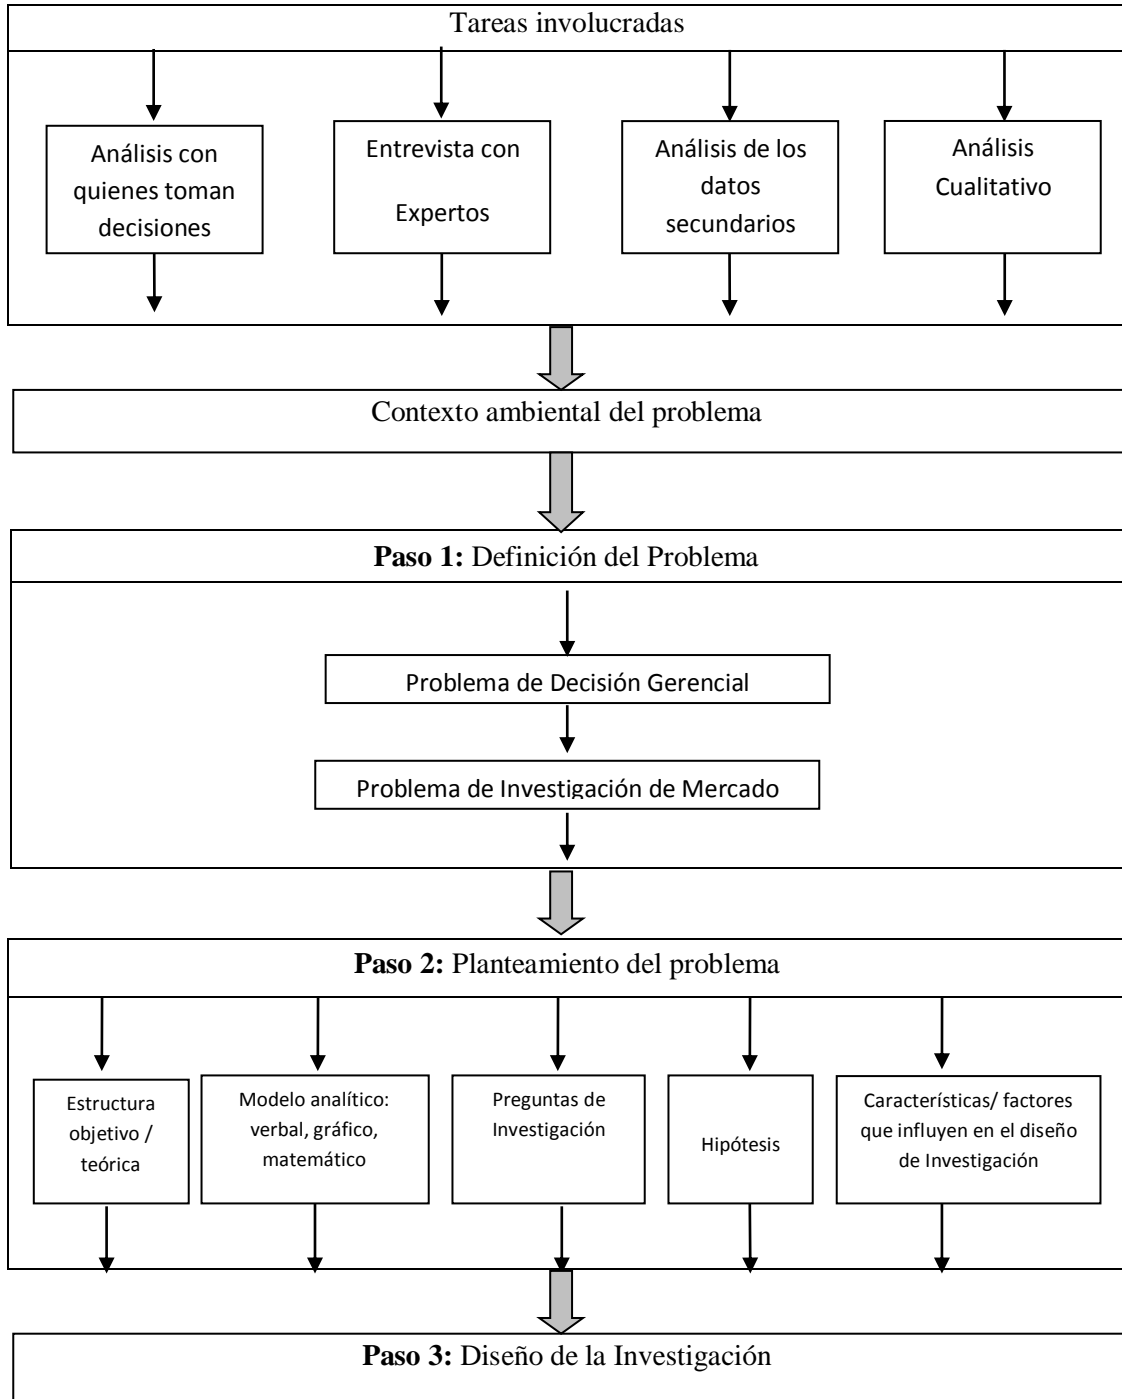 Tareas involucradas
Análisis con
quienes toman
decisiones
Entrevista con
Expertos
Análisis de los
datos
secundarios
Análisis
Cualitativo
Contexto ambiental del problema
Paso 1: Definición del Problema
Problema de Decisión Gerencial
Problema de Investigación de Mercado
Paso 2: Planteamiento del problema
Estructura
objetivo /
teórica
Modelo analítico:
verbal, gráfico,
matemático
Preguntas de
Investigación
Hipótesis
Características/ factores
que influyen en el diseño
de Investigación
Paso 3: Diseño de la Investigación